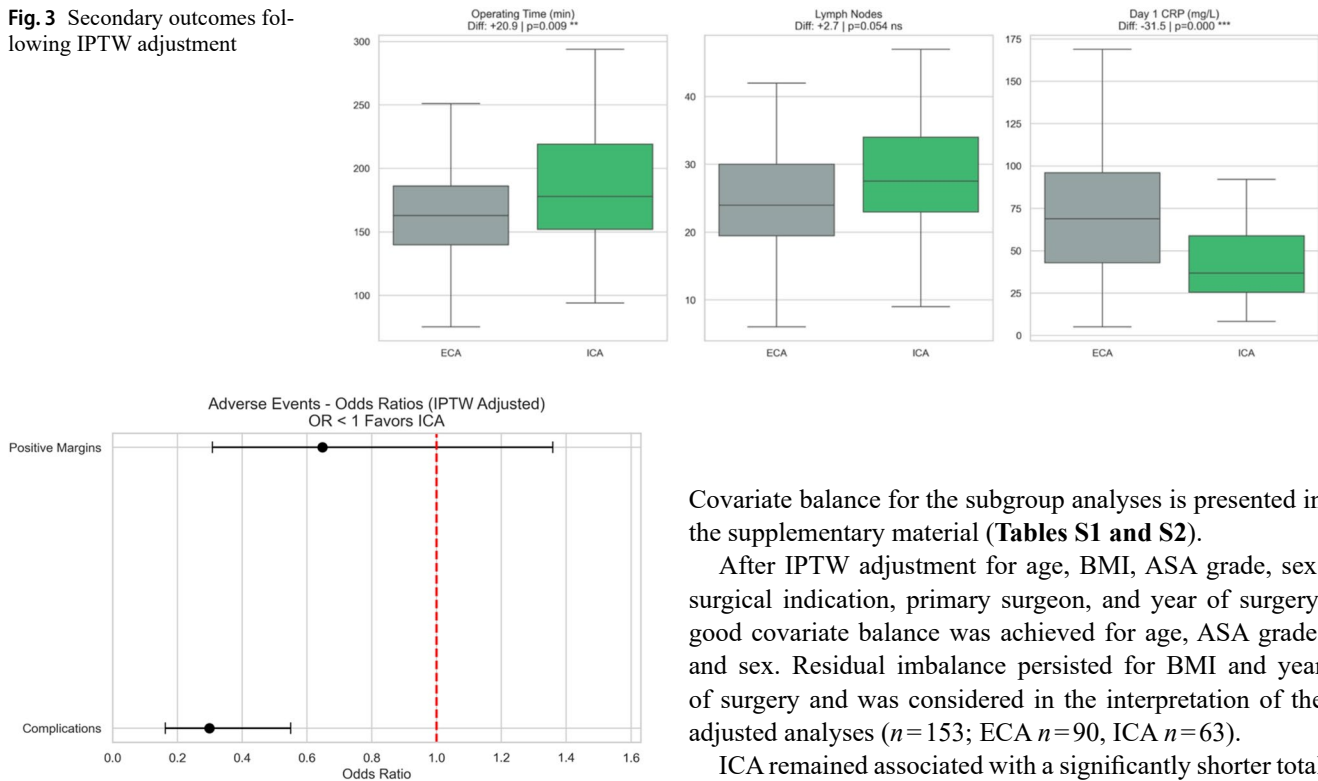 Fig. 3 Secondary outcomes fol-
lowing IPTW adjustment
Operating Time (min)
Diff: +20.9 | p=0.009 **
300
250
200
150
100
ECA
ICA
Lymph Nodes
Diff: +2.7 | p=0.054 ns
40
30
20
10
ECA
ICA
Day 1 CRP (mg/L)
Diff: -31.5 | p=0.000 ***
175
150
125
100
75
50
25
0
ECA
ICA
Adverse Events - Odds Ratios (IPTW Adjusted)
OR < 1 Favors ICA
Positive Margins
Complications
0.0
0.2
0.4
0.6
0.8
1.0
1.2
1.4
1.6
Odds Ratio
Covariate balance for the subgroup analyses is presented in
the supplementary material (Tables S1 and S2).
After IPTW adjustment for age, BMI, ASA grade, sex
surgical indication, primary surgeon, and year of surgery
good covariate balance was achieved for age, ASA grade
and sex. Residual imbalance persisted for BMI and year
of surgery and was considered in the interpretation of the
adjusted analyses (n=153; ECA n=90, ICA n=63).
ICA remained associated with a significantly shorter total